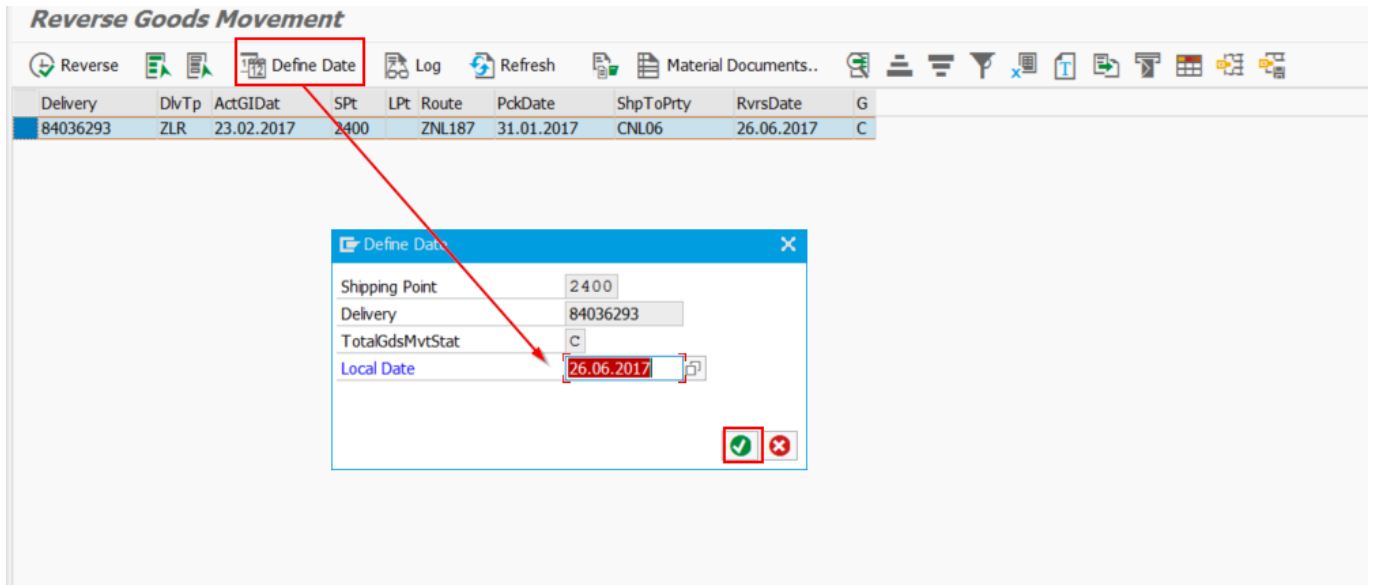 Reverse Goods Movement
Reverse Define Date Log Refresh Material Documents..
Delivery DlvTp ActGIDat SPt LPt Route PckDate ShpToPrty RvrsDate G
84036293 ZLR 23.02.2017 2400 ZNL187 31.01.2017 CNL06 26.06.2017 C
Define Date
Shipping Point 2400
Delivery 84036293
TotalGdsMvtStat C
Local Date 26.06.2017